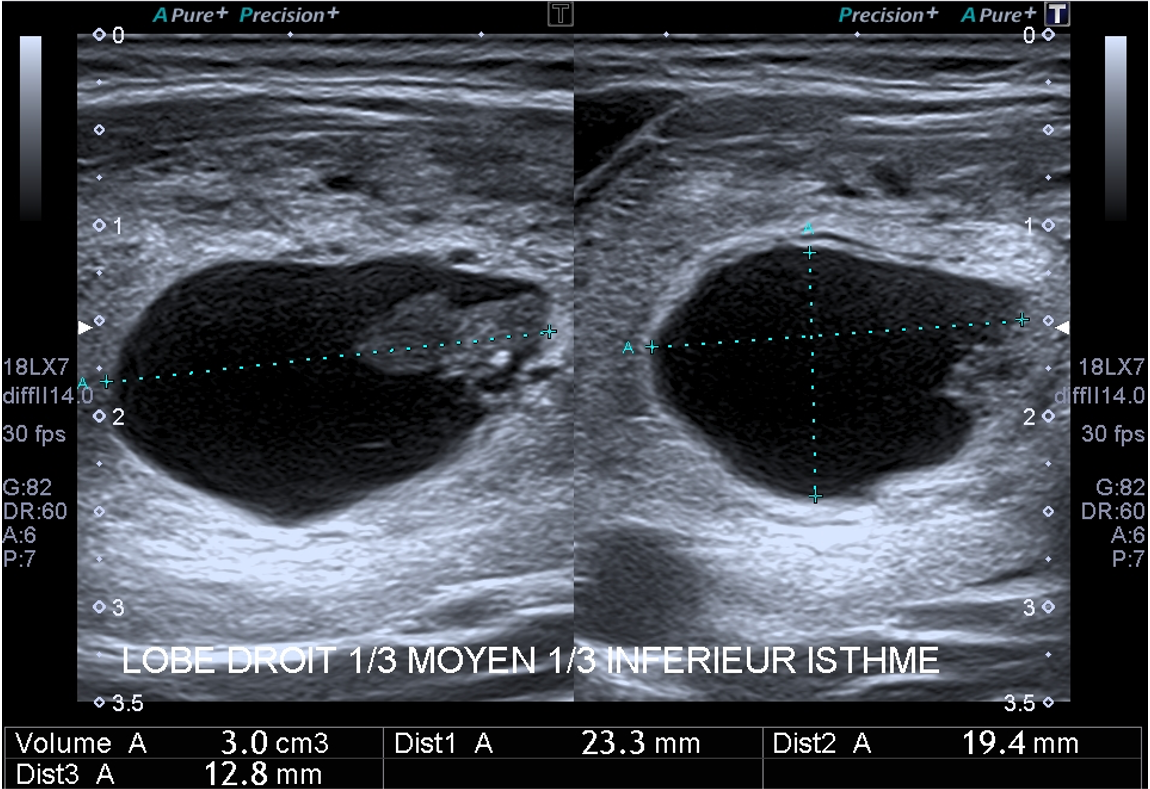 A Pure+ Precision+ T
Precision+ A Pure+ T
0
1
2
3
3.5
0
1
2
3
3.5
A
A
A
18LX7
diffII14.0
30 fps
G:82
DR:60
A:6
P:7
18LX7
diffII14.0
30 fps
G:82
DR:60
A:6
P:7
LOBE DROIT 1/3 MOYEN 1/3 INFERIEUR ISTHME
Volume A 3.0 cm3 Dist1 A 23.3 mm Dist2 A 19.4 mm
Dist3 A 12.8 mm